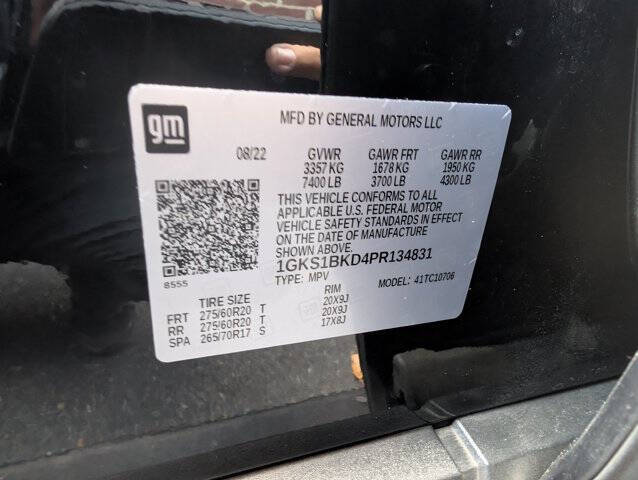 gm
MFD BY GENERAL MOTORS LLC
08/22 GVWR GAWR FRT GAWR RR
3357 KG 1678 KG 1950 KG
7400 LB 3700 LB 4300 LB
THIS VEHICLE CONFORMS TO ALL
APPLICABLE U.S. FEDERAL MOTOR
VEHICLE SAFETY STANDARDS IN EFFECT
ON THE DATE OF MANUFACTURE
SHOWN ABOVE.
1GKS1BKD4PR134831
8555
TYPE: MPV MODEL: 41TC10706
TIRE SIZE RIM
FRT 275/60R20 T 20X9J
RR 275/60R20 T 20X9J
SPA 265/70R17 S 17X8J